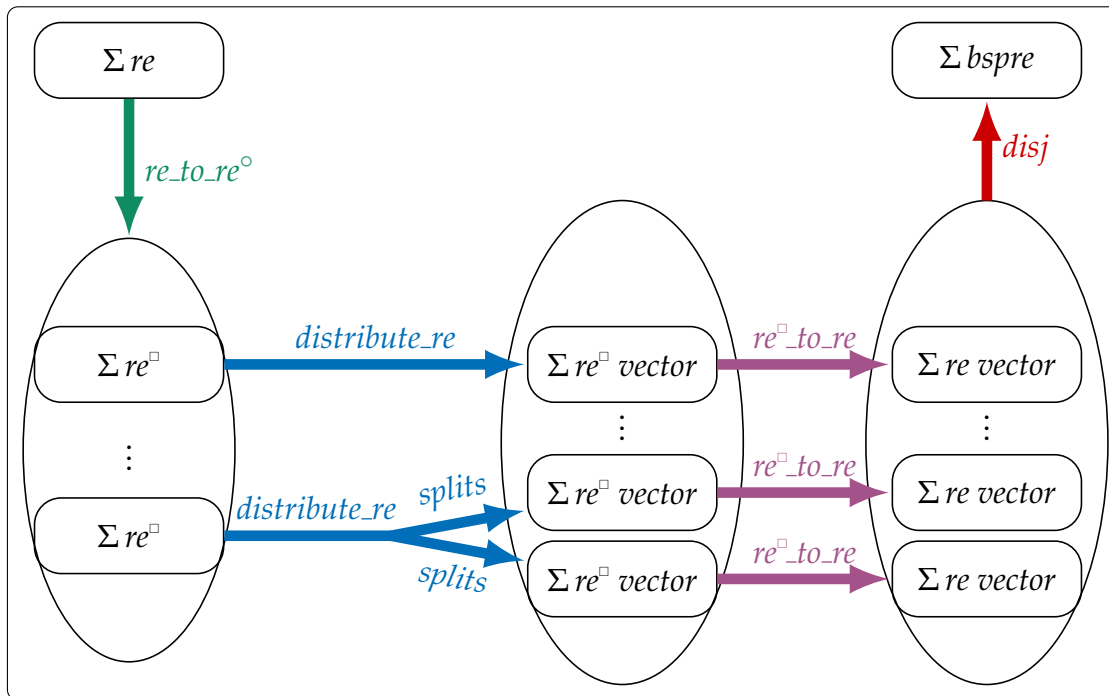 Σ re
Σ bspre
re_to_re○
disj
distribute_re
re□_to_re
Σ re□
Σ re□ vector
Σ re vector
⋮
⋮
⋮
splits
re□_to_re
distribute_re
Σ re□ vector
Σ re vector
Σ re□
re□_to_re
splits
Σ re□ vector
Σ re vector